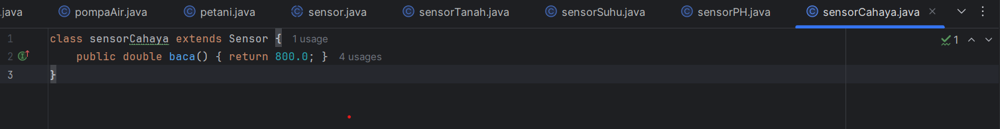 .java pompaAir.java petani.java sensor.java sensorTanah.java sensorSuhu.java sensorPH.java sensorCahaya.java
1 class sensorCahaya extends Sensor { 1 usage 1
2 public double baca() { return 800.0; } 4 usages
3 }